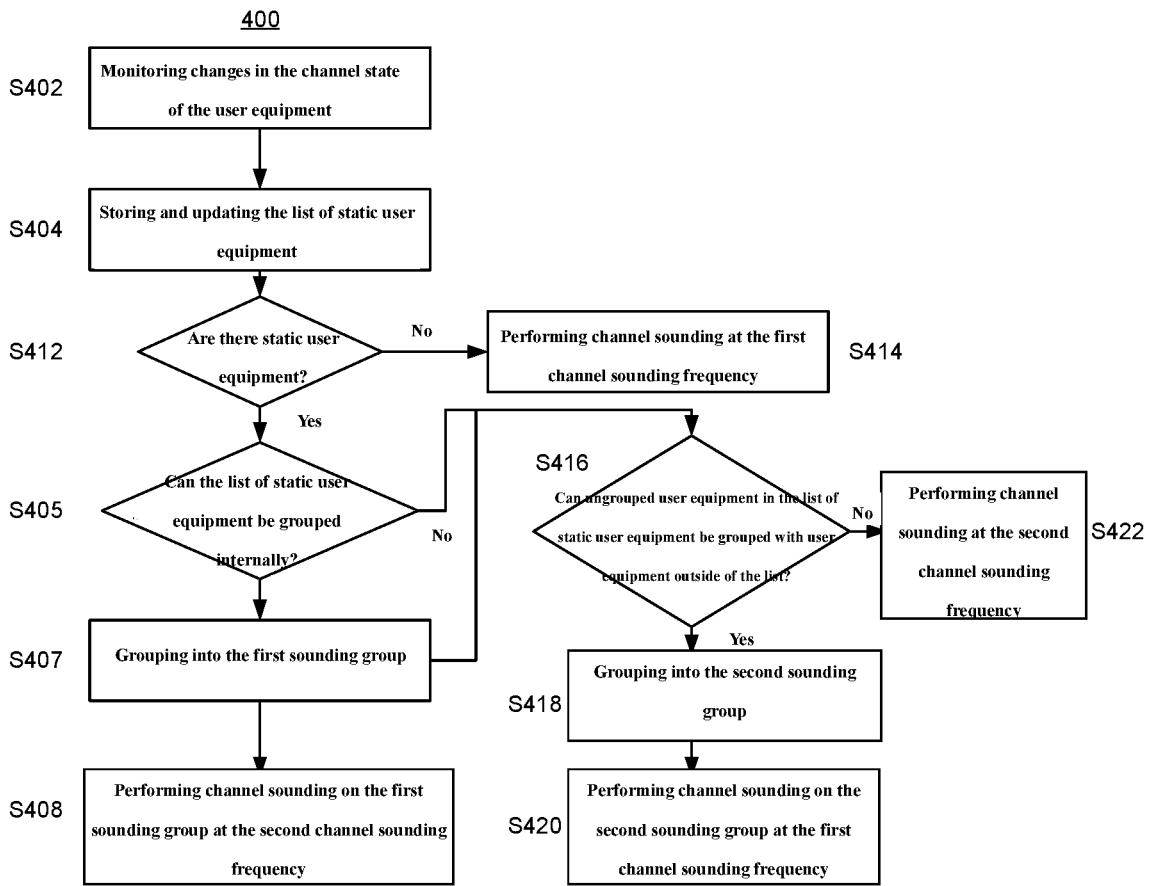 400
S402
Monitoring changes in the channel state
of the user equipment
S404
Storing and updating the list of static user
equipment
S412
Are there static user
equipment?
No
Performing channel sounding at the first
channel sounding frequency
S414
Yes
S405
Can the list of static user
equipment be grouped
internally?
No
S416
Can ungrouped user equipment in the list of
static user equipment be grouped with user
equipment outside of the list?
No
Performing channel
sounding at the second
channel sounding
frequency
S422
Yes
S407
Grouping into the first sounding group
S418
Grouping into the second sounding
group
S408
Performing channel sounding on the first
sounding group at the second channel sounding
frequency
S420
Performing channel sounding on the
second sounding group at the first
channel sounding frequency